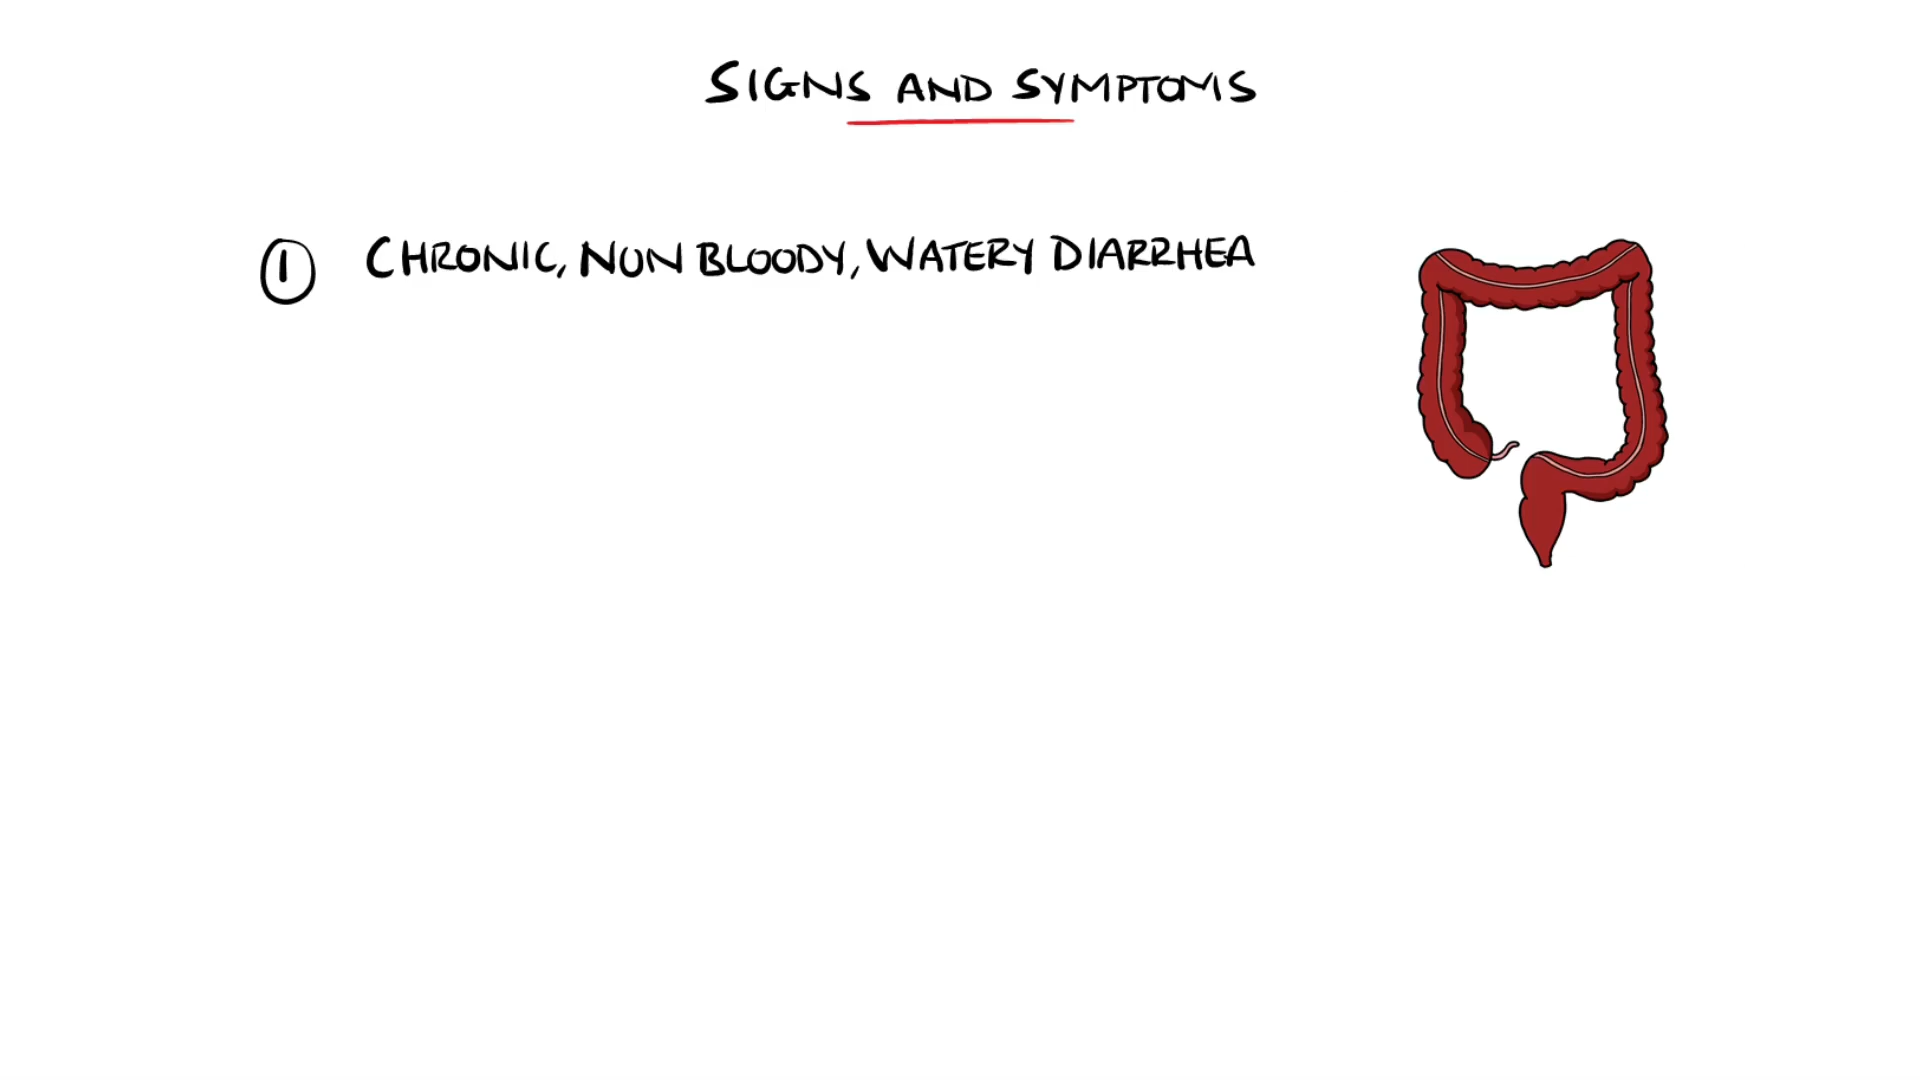 SIGNS AND SYMPTOMS
1 CHRONIC, NON BLOODY, WATERY DIARRHEA